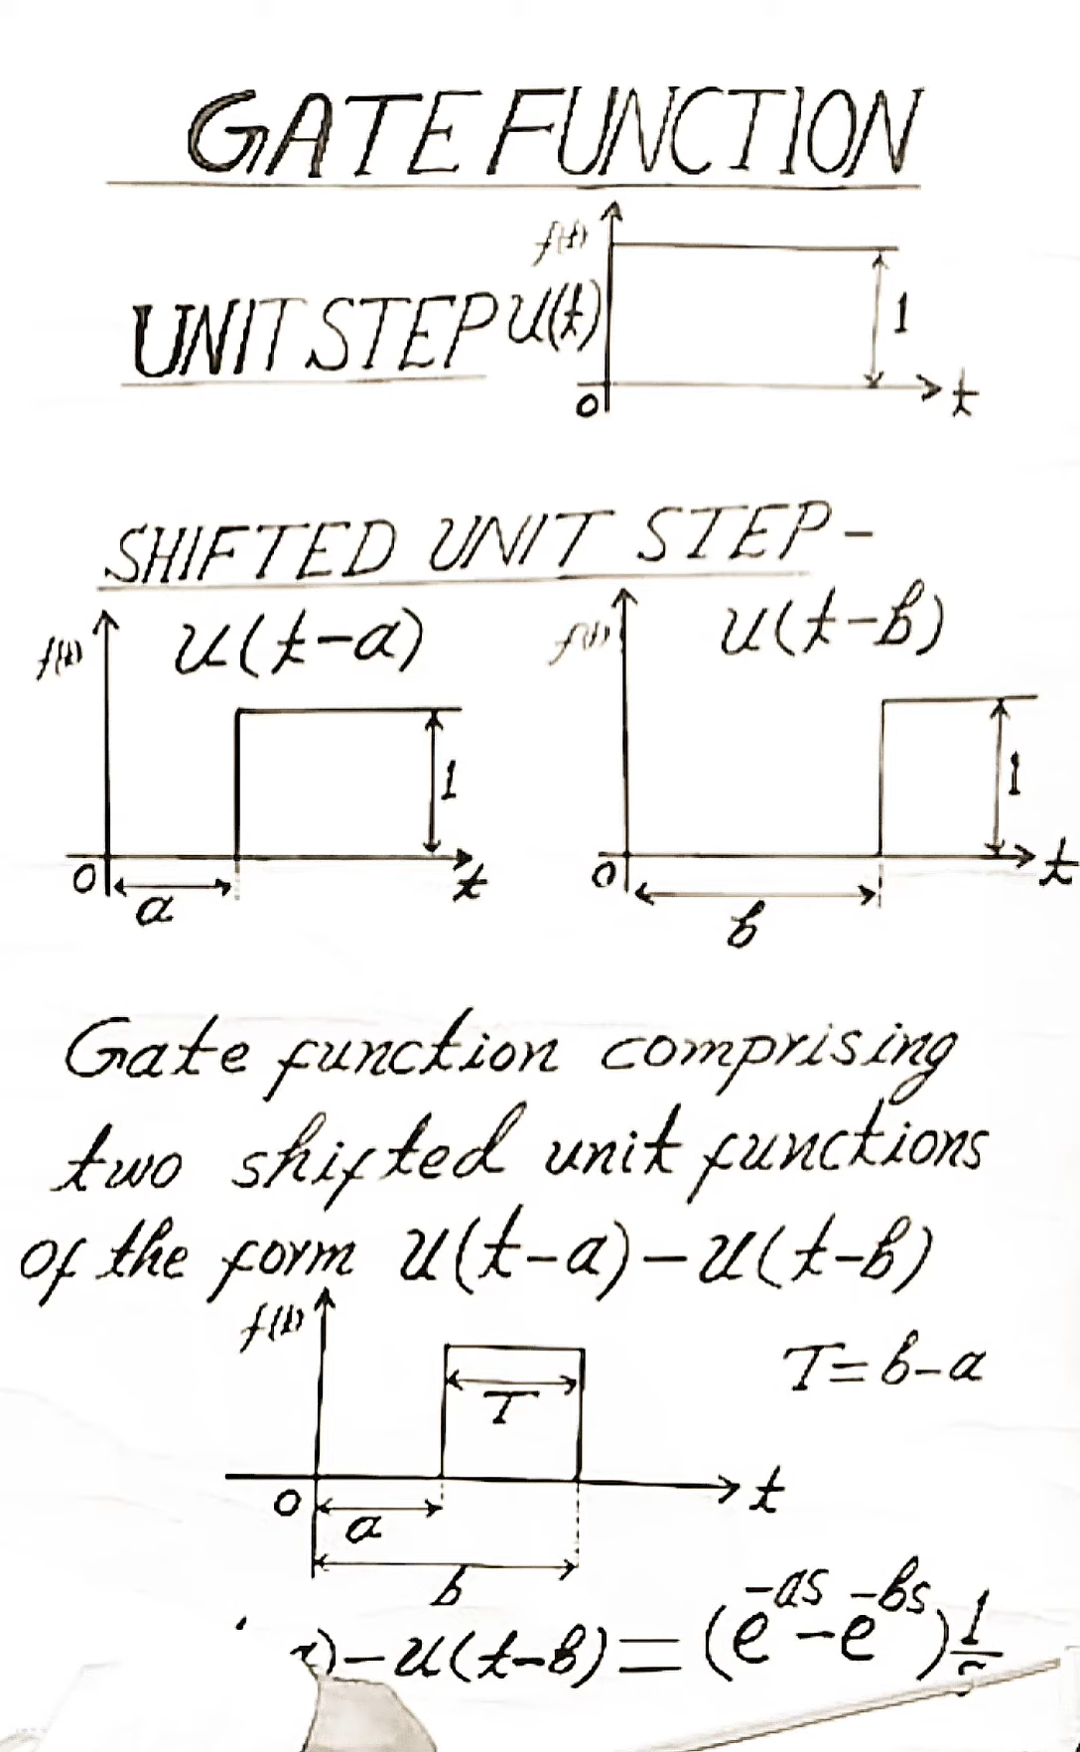 GATE FUNCTION
f(t)
UNIT STEP U(t)
1
0
t
SHIFTED UNIT STEP-
f(t) U(t-a)
f(t) U(t-b)
1
1
0
t
0
t
a
b
Gate function comprising
two shifted unit functions
of the form U(t-a)-U(t-b)
f(t)
T=b-a
T
0
t
a
b
)-U(t-b)=(e^-as-e^-bs)1